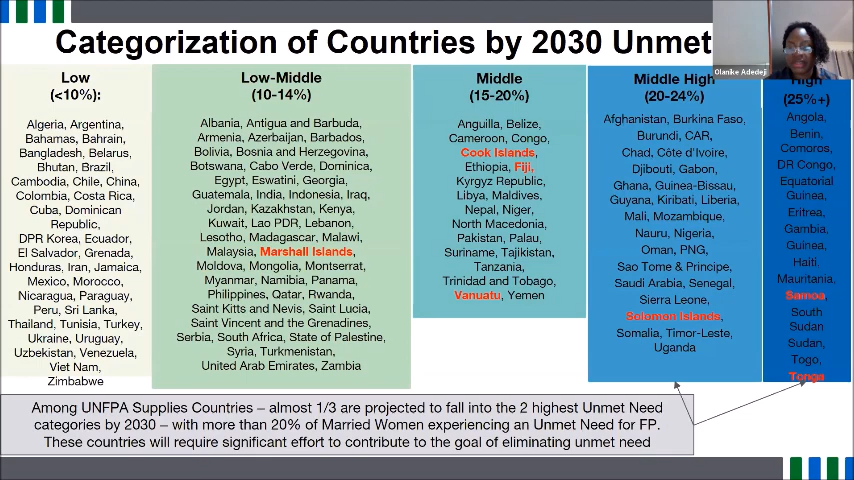 Categorization of Countries by 2030 Unmet
Olanike Adedeji
Low
(<10%):
Algeria, Argentina,
Bahamas, Bahrain,
Bangladesh, Belarus,
Bhutan, Brazil,
Cambodia, Chile, China,
Colombia, Costa Rica,
Cuba, Dominican
Republic,
DPR Korea, Ecuador,
El Salvador, Grenada,
Honduras, Iran, Jamaica,
Mexico, Morocco,
Nicaragua, Paraguay,
Peru, Sri Lanka,
Thailand, Tunisia, Turkey,
Ukraine, Uruguay,
Uzbekistan, Venezuela,
Viet Nam,
Zimbabwe
Low-Middle
(10-14%)
Albania, Antigua and Barbuda,
Armenia, Azerbaijan, Barbados,
Bolivia, Bosnia and Herzegovina,
Botswana, Cabo Verde, Dominica,
Egypt, Eswatini, Georgia,
Guatemala, India, Indonesia, Iraq,
Jordan, Kazakhstan, Kenya,
Kuwait, Lao PDR, Lebanon,
Lesotho, Madagascar, Malawi,
Malaysia, Marshall Islands,
Moldova, Mongolia, Montserrat,
Myanmar, Namibia, Panama,
Philippines, Qatar, Rwanda,
Saint Kitts and Nevis, Saint Lucia,
Saint Vincent and the Grenadines,
Serbia, South Africa, State of Palestine,
Syria, Turkmenistan,
United Arab Emirates, Zambia
Middle
(15-20%)
Anguilla, Belize,
Cameroon, Congo,
Cook Islands,
Ethiopia, Fiji,
Kyrgyz Republic,
Libya, Maldives,
Nepal, Niger,
North Macedonia,
Pakistan, Palau,
Suriname, Tajikistan,
Tanzania,
Trinidad and Tobago,
Vanuatu, Yemen
Middle High
(20-24%)
Afghanistan, Burkina Faso,
Burundi, CAR,
Chad, Côte d'Ivoire,
Djibouti, Gabon,
Ghana, Guinea-Bissau,
Guyana, Kiribati, Liberia,
Mali, Mozambique,
Nauru, Nigeria,
Oman, PNG,
Sao Tome & Principe,
Saudi Arabia, Senegal,
Sierra Leone,
Solomon Islands,
Somalia, Timor-Leste,
Uganda
High
(25%+)
Angola,
Benin,
Comoros,
DR Congo,
Equatorial
Guinea,
Eritrea,
Gambia,
Guinea,
Haiti,
Mauritania,
Samoa,
South
Sudan
Sudan,
Togo,
Tonga
Among UNFPA Supplies Countries – almost 1/3 are projected to fall into the 2 highest Unmet Need
categories by 2030 – with more than 20% of Married Women experiencing an Unmet Need for FP.
These countries will require significant effort to contribute to the goal of eliminating unmet need